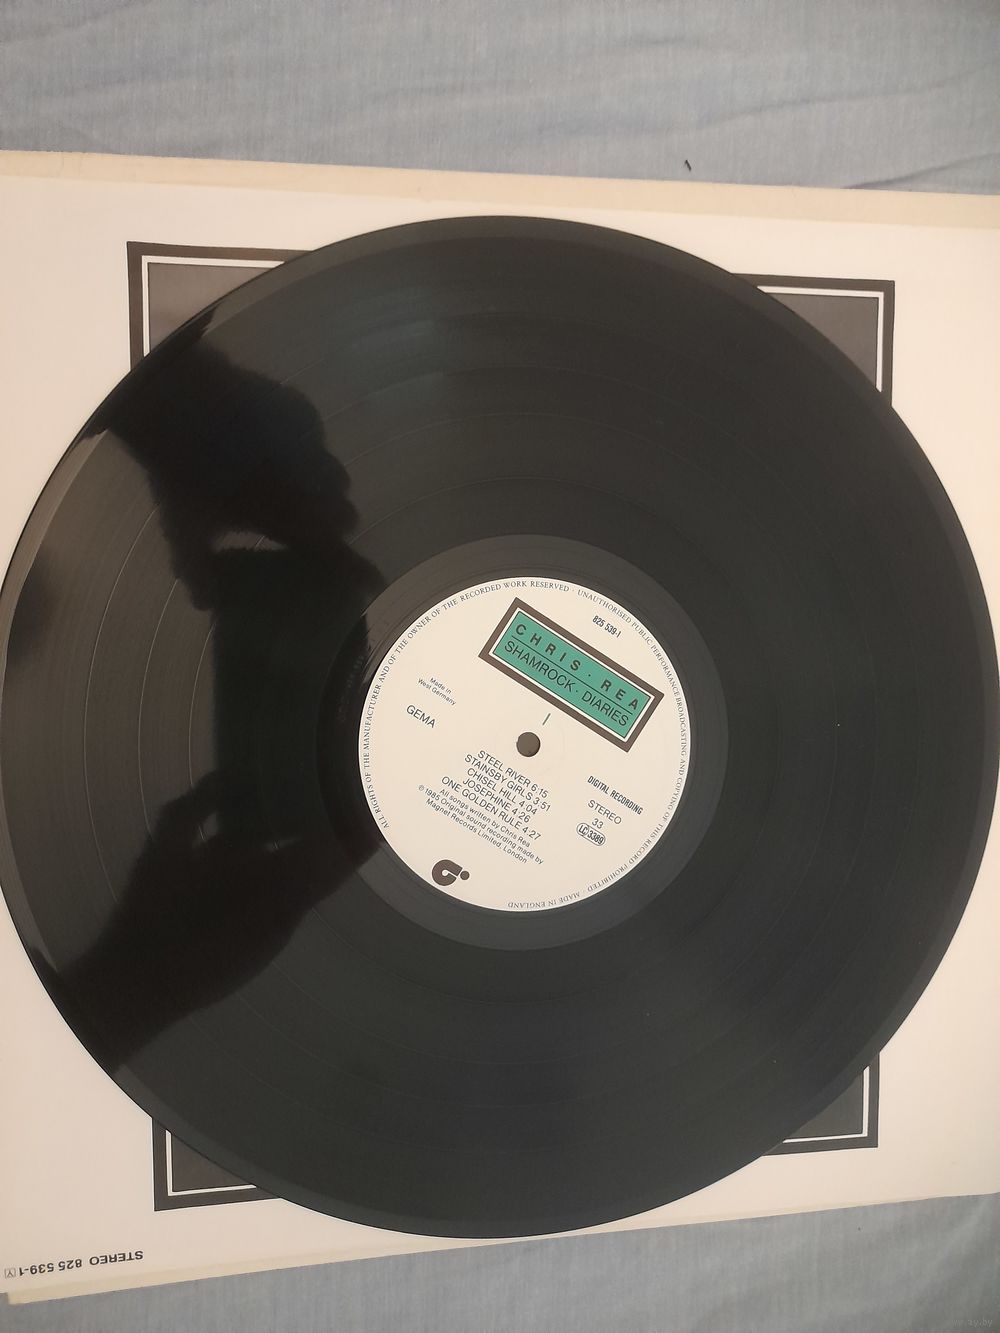 ALL RIGHTS OF THE MANUFACTURER AND OF THE OWNER OF THE RECORDED WORK RESERVED · UNAUTHORISED PUBLIC PERFORMANCE BROADCASTING AND COPYING OF THIS RECORD PROHIBITED · MADE IN ENGLAND
825 539-1
CHRIS · REA
SHAMROCK · DIARIES
Made in
West Germany
GEMA
I
STEEL RIVER 6:15
STAINSBY GIRLS 3:51
CHISEL HILL 4:04
JOSEPHINE 4:26
ONE GOLDEN RULE 4:27
All songs written by Chris Rea
℗ 1985 Original sound recording made by
Magnet Records Limited, London
DIGITAL RECORDING
STEREO
33
LC 3369
STEREO 825 539-1 Y